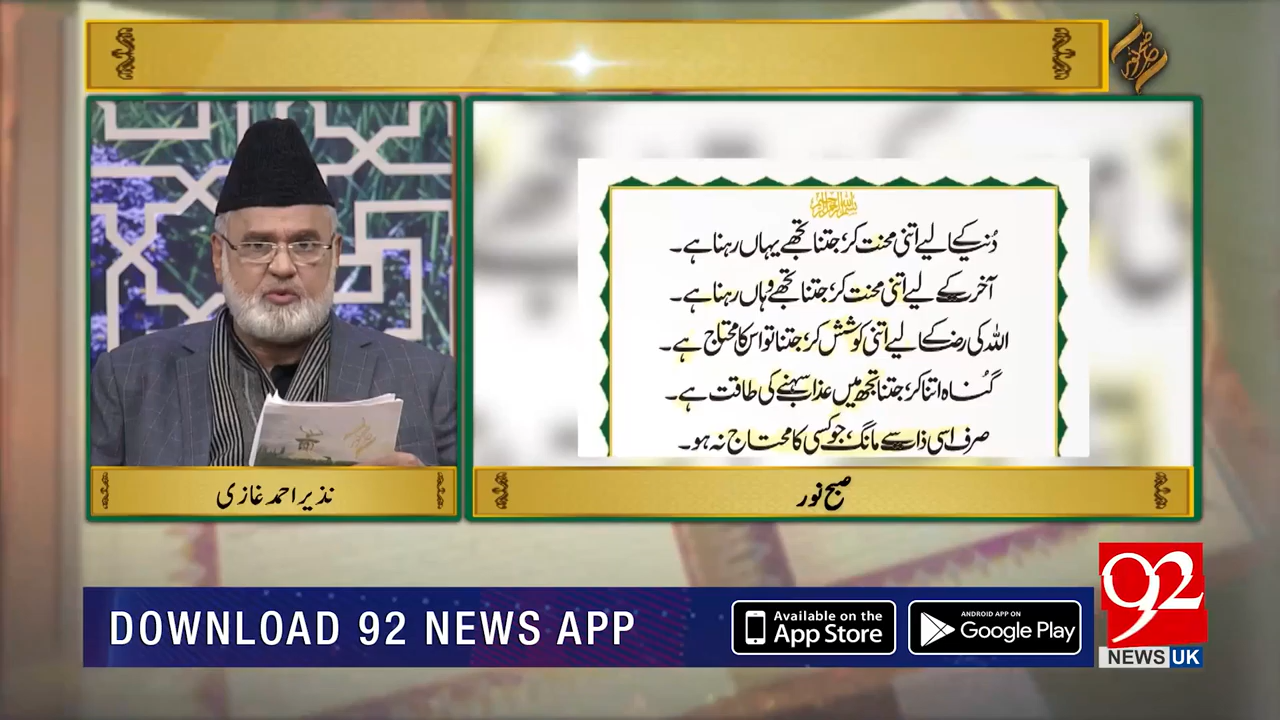 دُنیا کے لیے اتنی محنت کر، جتنا تجھے یہاں رہنا ہے۔
آخرت کے لیے اتنی محنت کر، جتنا تجھے وہاں رہنا ہے۔
اللہ کی رضا کے لیے اتنی کوشش کر، جتنا تو اس کا محتاج ہے۔
گُناہ اتنا کر، جتنا تجھ میں عذاب سہنے کی طاقت ہے۔
صرف اسی ذات سے مانگ، جو کسی کا محتاج نہ ہو۔
نذیر احمد غازی
صبح نور
DOWNLOAD 92 NEWS APP
Available on the
App Store
ANDROID APP ON
Google Play
92
NEWS UK